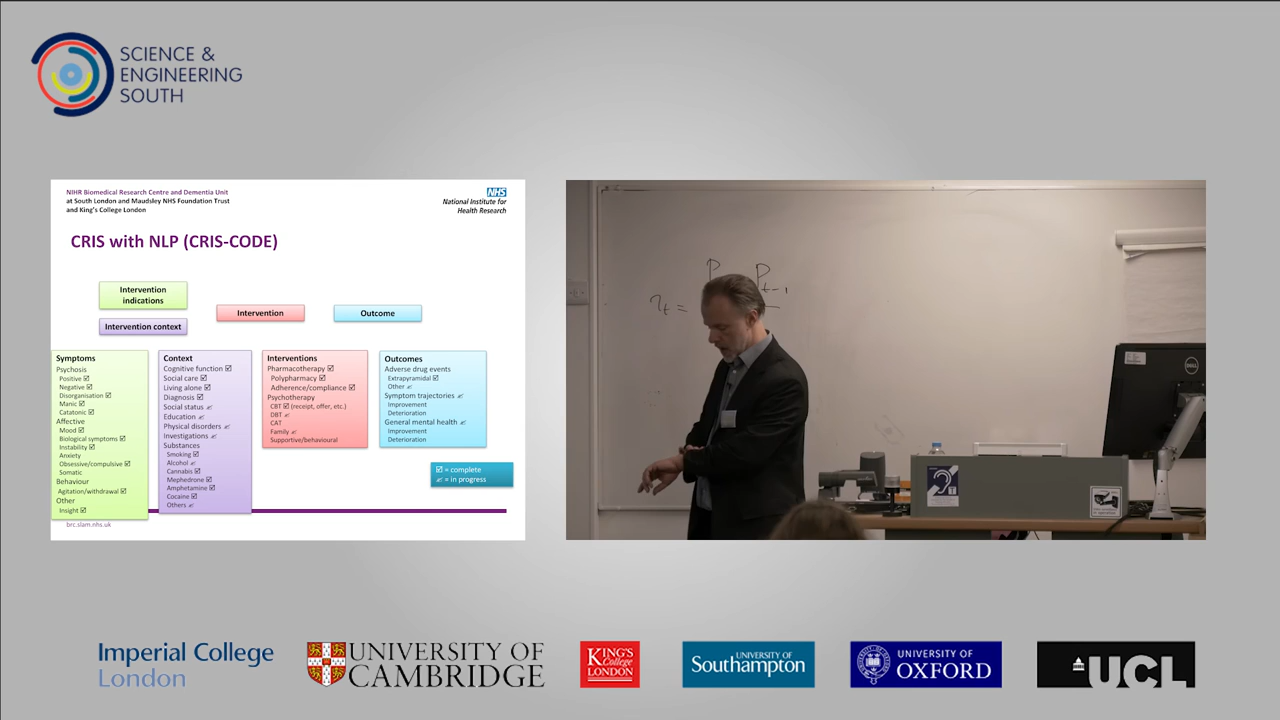 SCIENCE &
ENGINEERING
SOUTH
NIHR Biomedical Research Centre and Dementia Unit
at South London and Maudsley NHS Foundation Trust
and King's College London
NHS
National Institute for
Health Research
CRIS with NLP (CRIS-CODE)
Intervention
indications
Intervention context
Intervention
Outcome
Symptoms
Psychosis
Positive ☑
Negative ☑
Disorganisation ☑
Manic ☑
Catatonic ☑
Affective
Mood ☑
Biological symptoms ☑
Instability ☑
Anxiety
Obsessive/compulsive ☑
Somatic
Behaviour
Agitation/withdrawal ☑
Other
Insight ☑
Context
Cognitive function ☑
Social care ☑
Living alone ☑
Diagnosis ☑
Social status ✍
Education ✍
Physical disorders ✍
Investigations ✍
Substances
Smoking ☑
Alcohol ✍
Cannabis ☑
Mephedrone ☑
Amphetamine ☑
Cocaine ☑
Others ✍
Interventions
Pharmacotherapy ☑
Polypharmacy ☑
Adherence/compliance ☑
Psychotherapy
CBT ☑ (receipt, offer, etc.)
DBT ✍
CAT
Family ✍
Supportive/behavioural
Outcomes
Adverse drug events
Extrapyramidal ☑
Other ✍
Symptom trajectories ✍
Improvement
Deterioration
General mental health ✍
Improvement
Deterioration
☑ = complete
✍ = in progress
brc.slam.nhs.uk
P P
t-1
DELL
T
Imperial College
London
UNIVERSITY OF
CAMBRIDGE
KING'S
College
LONDON
UNIVERSITY OF
Southampton
UNIVERSITY OF
OXFORD
UCL